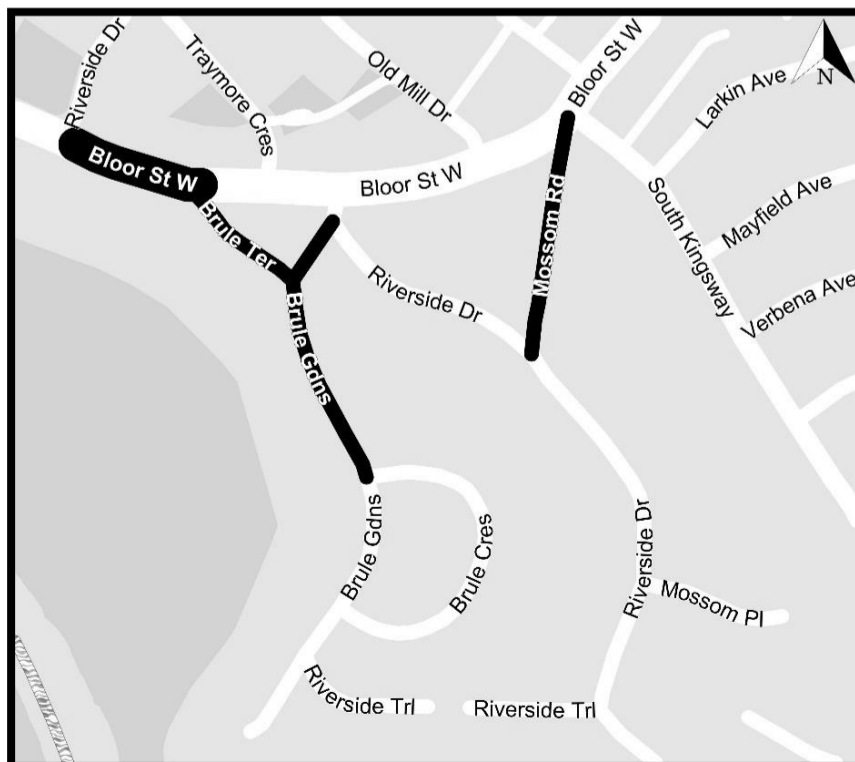 Riverside Dr
Traymore Cres
Old Mill Dr
Bloor St W
N
Larkin Ave
Bloor St W
Bloor St W
Mossom Rd
South Kingsway
Mayfield Ave
Brule Ter
Riverside Dr
Verbena Ave
Brule Gdns
Brule Gdns
Brule Cres
Riverside Dr
Mossom Pl
Riverside Trl
Riverside Trl